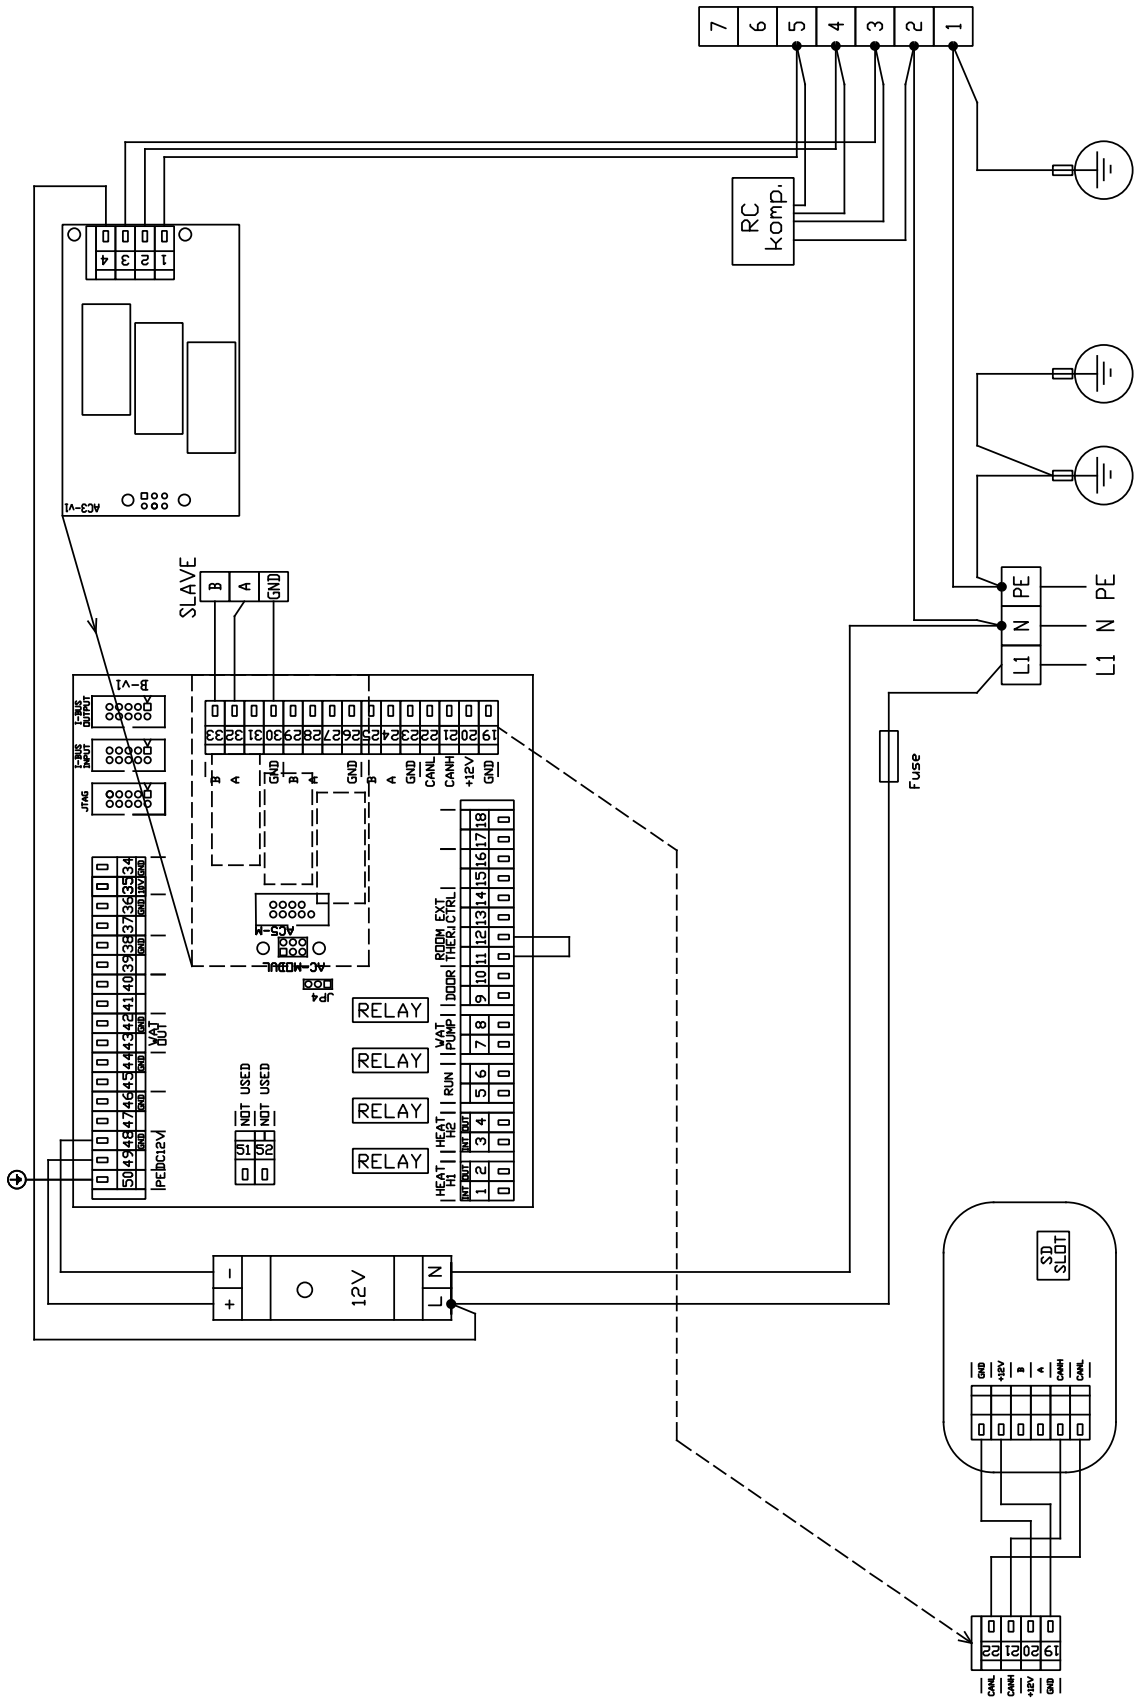 7 6 5 4 3 2 1
RC
komp.
4 3 2 1
AC3-v1
SLAVE
B A GND
B-v1
I-BUS
OUTPUT
I-BUS
INPUT
JTAG
33 32 31 30 29 28 27 26 25 24 23 22 21 20 19
B A GND B A GND B A GND CANL CANH +12V GND
34 35 36 37 38 39 40 41 42 43 44 45 46 47 48 49 50
GND 10V GND GND GND GND GND GND
WAT
OUT
DC12V
PE
AC5-M
AC-MODUL
JP4
RELAY
RELAY
RELAY
RELAY
NOT USED
NOT USED
51
52
18 17 16 15 14 13 12 11 10 9 8 7 6 5 4 3 2 1
EXT
CTRL
ROOM
THER.
DOOR
WAT
PUMP
RUN
HEAT
H2
INT OUT
HEAT
H1
INT OUT
- +
12V
N
L
Fuse
PE
N
L1
PE
N
L1
SD
SLOT
GND
+12V
B
A
CANH
CANL
22 21 20 19
CANL
CANH
+12V
GND